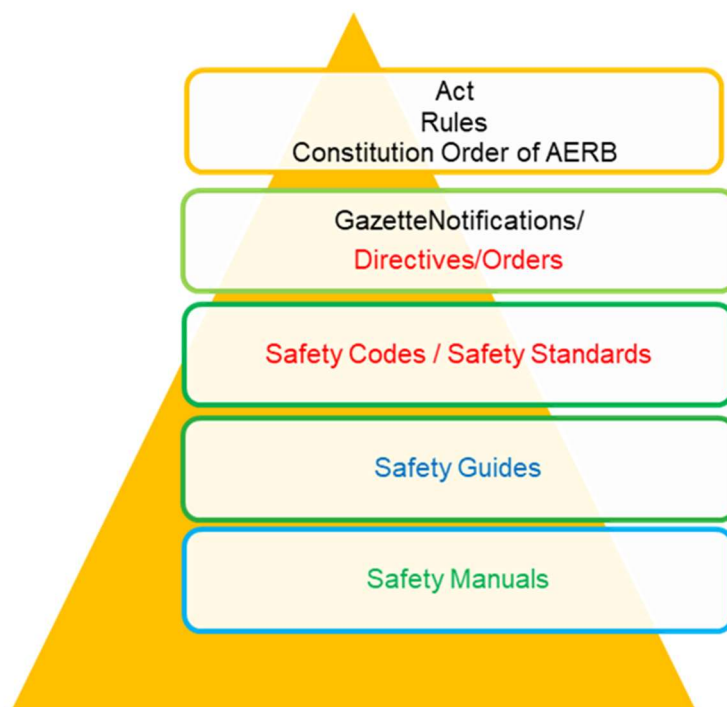 Act
Rules
Constitution Order of AERB
GazetteNotifications/
Directives/Orders
Safety Codes / Safety Standards
Safety Guides
Safety Manuals